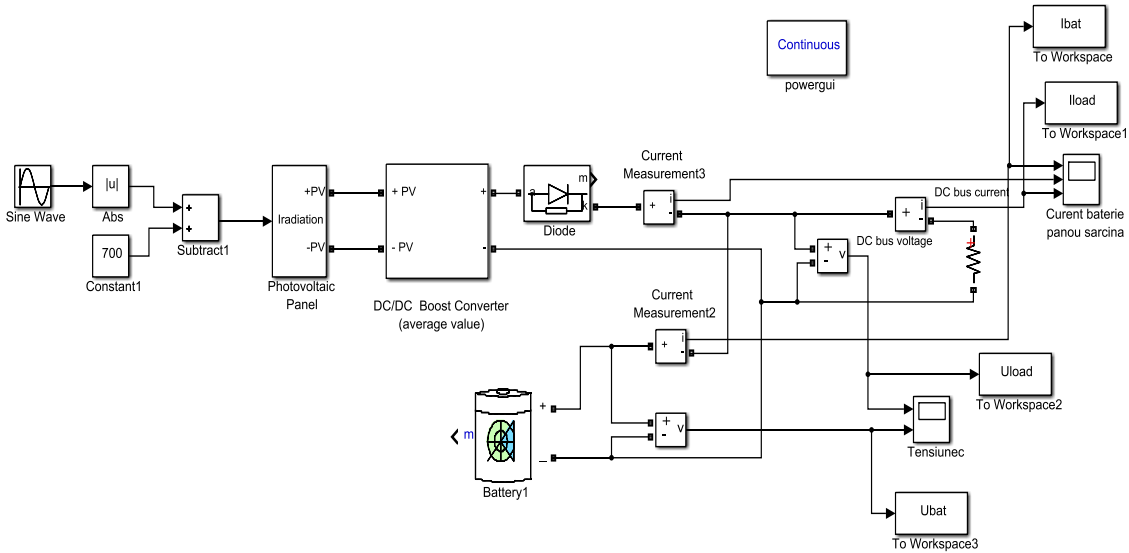 Ibat
To Workspace
Continuous
powergui
Iload
To Workspace1
Current
Measurement3
|u|
Sine Wave
Abs
+
+
Subtract1
700
Constant1
+PV
Iradiation
-PV
Photovoltaic
Panel
+ PV
+
- PV
-
DC/DC Boost Converter
(average value)
m
a
k
Diode
+
i
-
DC bus current
+
i
-
DC bus voltage
+
-
v
+
Curent baterie
panou sarcina
Current
Measurement2
+
i
-
Uload
To Workspace2
+
m
_
Battery1
+
-
v
Tensiunec
Ubat
To Workspace3